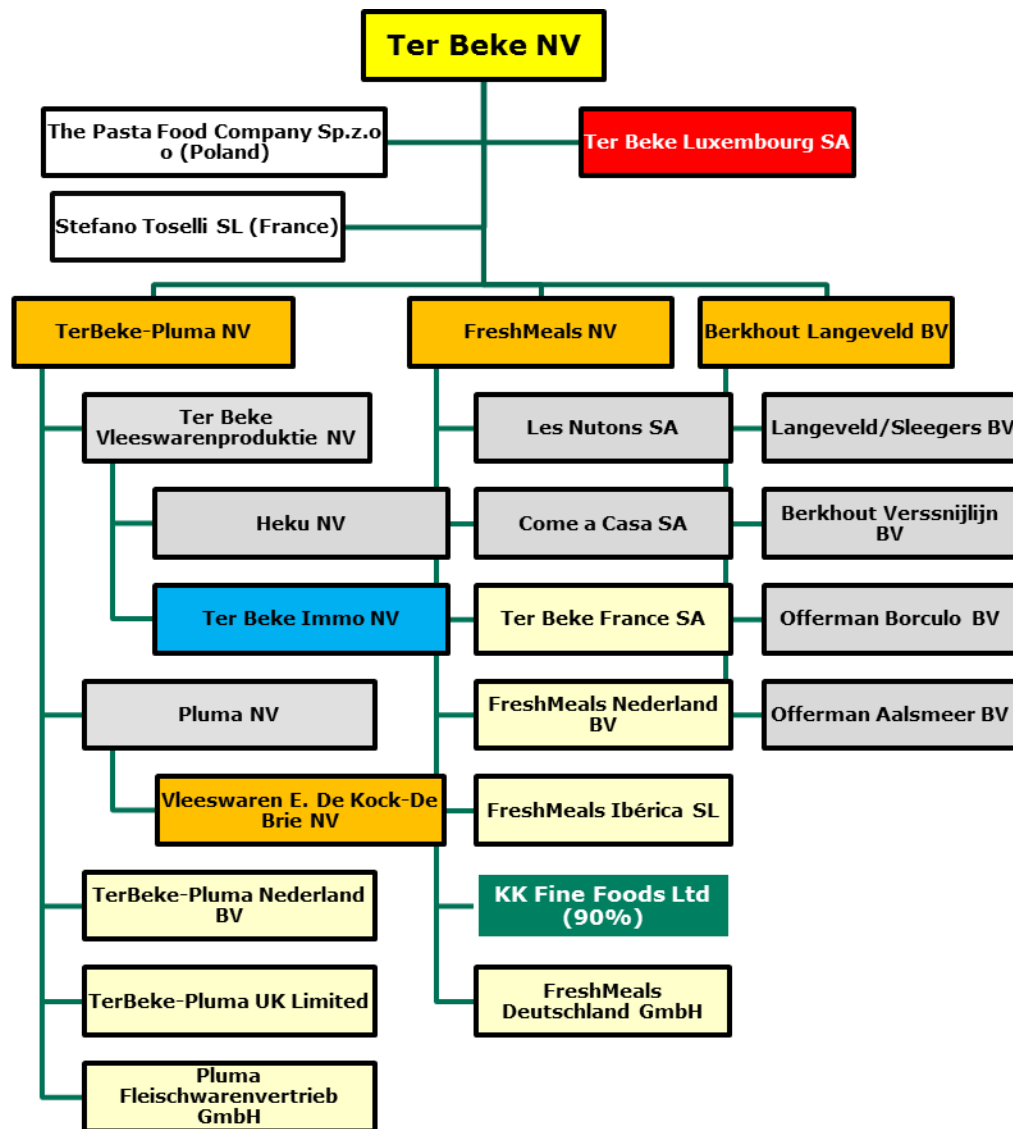 Ter Beke NV
The Pasta Food Company Sp.z.o
o (Poland)
Ter Beke Luxembourg SA
Stefano Toselli SL (France)
TerBeke-Pluma NV
FreshMeals NV
Berkhout Langeveld BV
Ter Beke
Vleeswarenproduktie NV
Les Nutons SA
Langeveld/Sleegers BV
Heku NV
Come a Casa SA
Berkhout Verssnijlijn
BV
Ter Beke Immo NV
Ter Beke France SA
Offerman Borculo BV
Pluma NV
FreshMeals Nederland
BV
Offerman Aalsmeer BV
Vleeswaren E. De Kock-De
Brie NV
FreshMeals Ibérica SL
TerBeke-Pluma Nederland
BV
KK Fine Foods Ltd
(90%)
TerBeke-Pluma UK Limited
FreshMeals
Deutschland GmbH
Pluma
Fleischwarenvertrieb
GmbH